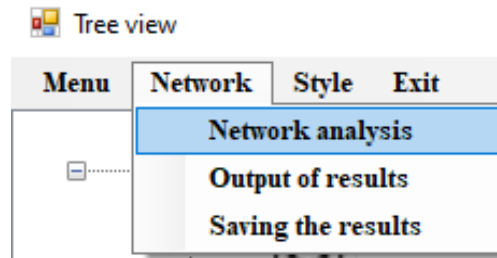 Tree view
Menu Network Style Exit
Network analysis
Output of results
Saving the results